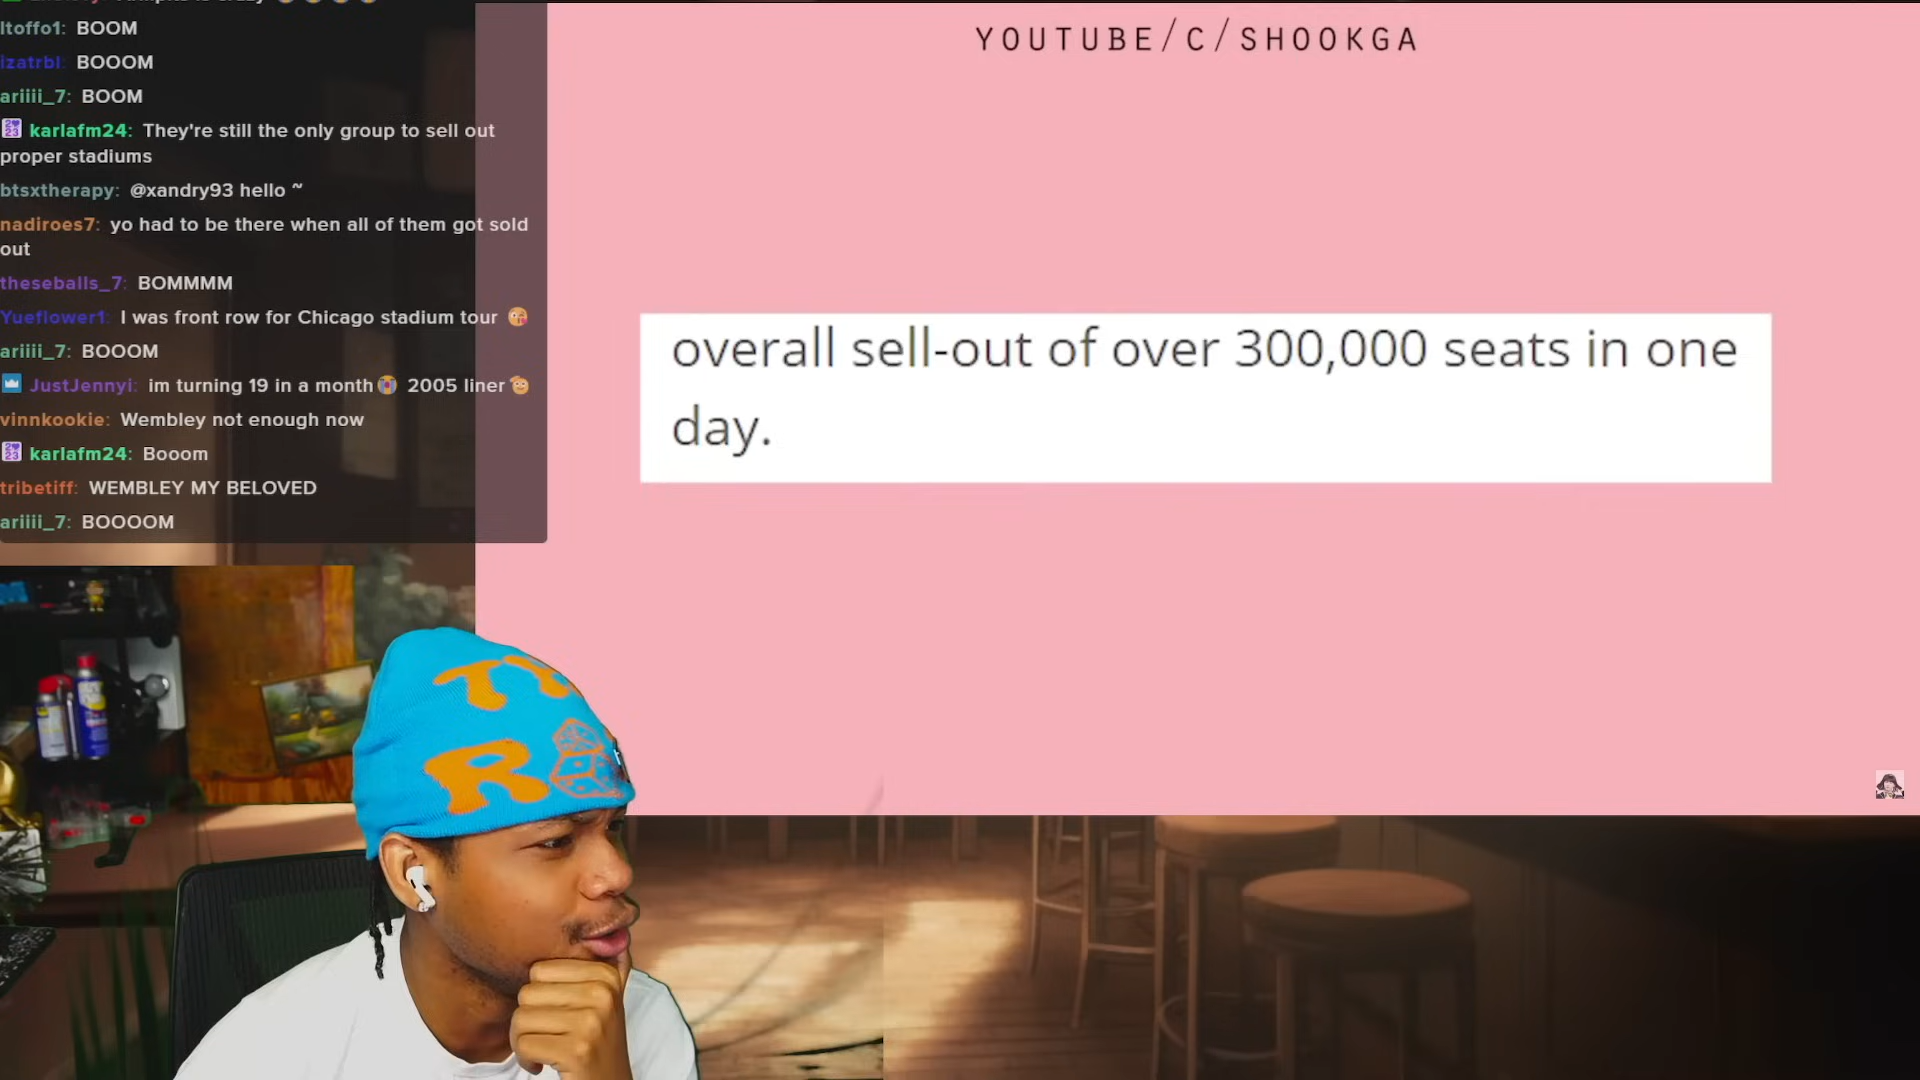 ltoffo1: BOOM
izatrbl: BOOOM
ariiii_7: BOOM
karlafm24: They're still the only group to sell out
proper stadiums
btsxtherapy: @xandry93 hello ~
nadiroes7: yo had to be there when all of them got sold
out
theseballs_7: BOMMMM
Yueflower1: I was front row for Chicago stadium tour
ariiii_7: BOOOM
JustJennyi: im turning 19 in a month 2005 liner
vinnkookie: Wembley not enough now
karlafm24: Booom
tribetiff: WEMBLEY MY BELOVED
ariiii_7: BOOOOM
YOUTUBE/C/SHOOKGA
overall sell-out of over 300,000 seats in one
day.